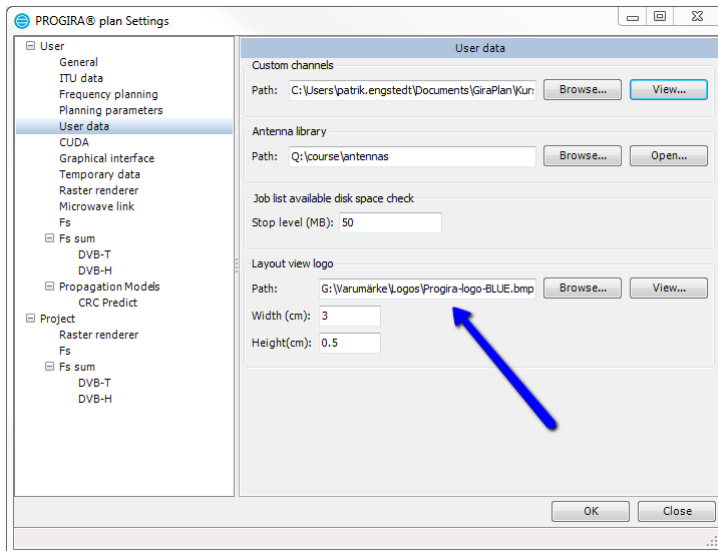 PROGIRA® plan Settings
User
General
ITU data
Frequency planning
Planning parameters
User data
CUDA
Graphical interface
Temporary data
Raster renderer
Microwave link
Fs
Fs sum
DVB-T
DVB-H
Propagation Models
CRC Predict
Project
Raster renderer
Fs
Fs sum
DVB-T
DVB-H
User data
Custom channels
Path: C:\Users\patrik.engstedt\Documents\GiraPlan\Kur: Browse... View...
Antenna library
Path: Q:\course\antennas Browse... Open...
Job list available disk space check
Stop level (MB): 50
Layout view logo
Path: G:\Varumärke\Logos\Progira-logo-BLUE.bmp Browse... View...
Width (cm): 3
Height(cm): 0.5
OK Close